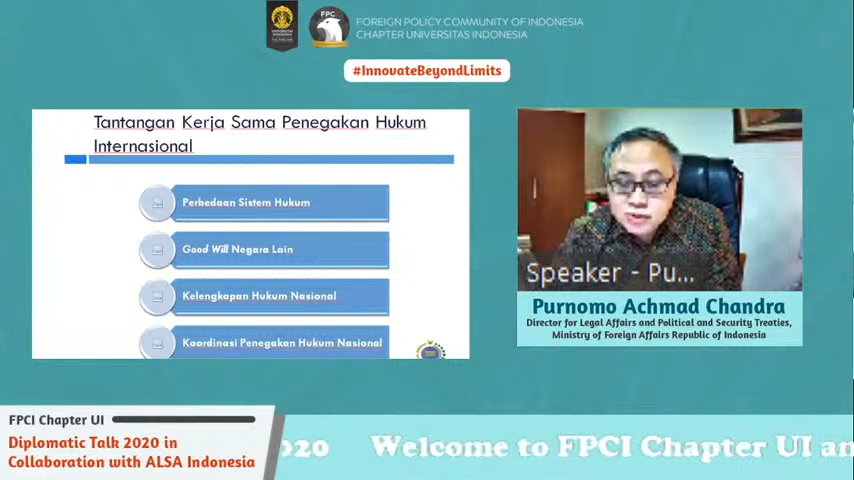 FPC
FOREIGN POLICY COMMUNITY OF INDONESIA
CHAPTER UNIVERSITAS INDONESIA
#InnovateBeyondLimits
Tantangan Kerja Sama Penegakan Hukum
Internasional
Perbedaan Sistem Hukum
Good Will Negara Lain
Kelengkapan Hukum Nasional
Koordinasi Penegakan Hukum Nasional
Speaker - Pu...
Purnomo Achmad Chandra
Director for Legal Affairs and Political and Security Treaties,
Ministry of Foreign Affairs Republic of Indonesia
FPCI Chapter UI
Diplomatic Talk 2020 in
Collaboration with ALSA Indonesia
2020 Welcome to FPCI Chapter UI an